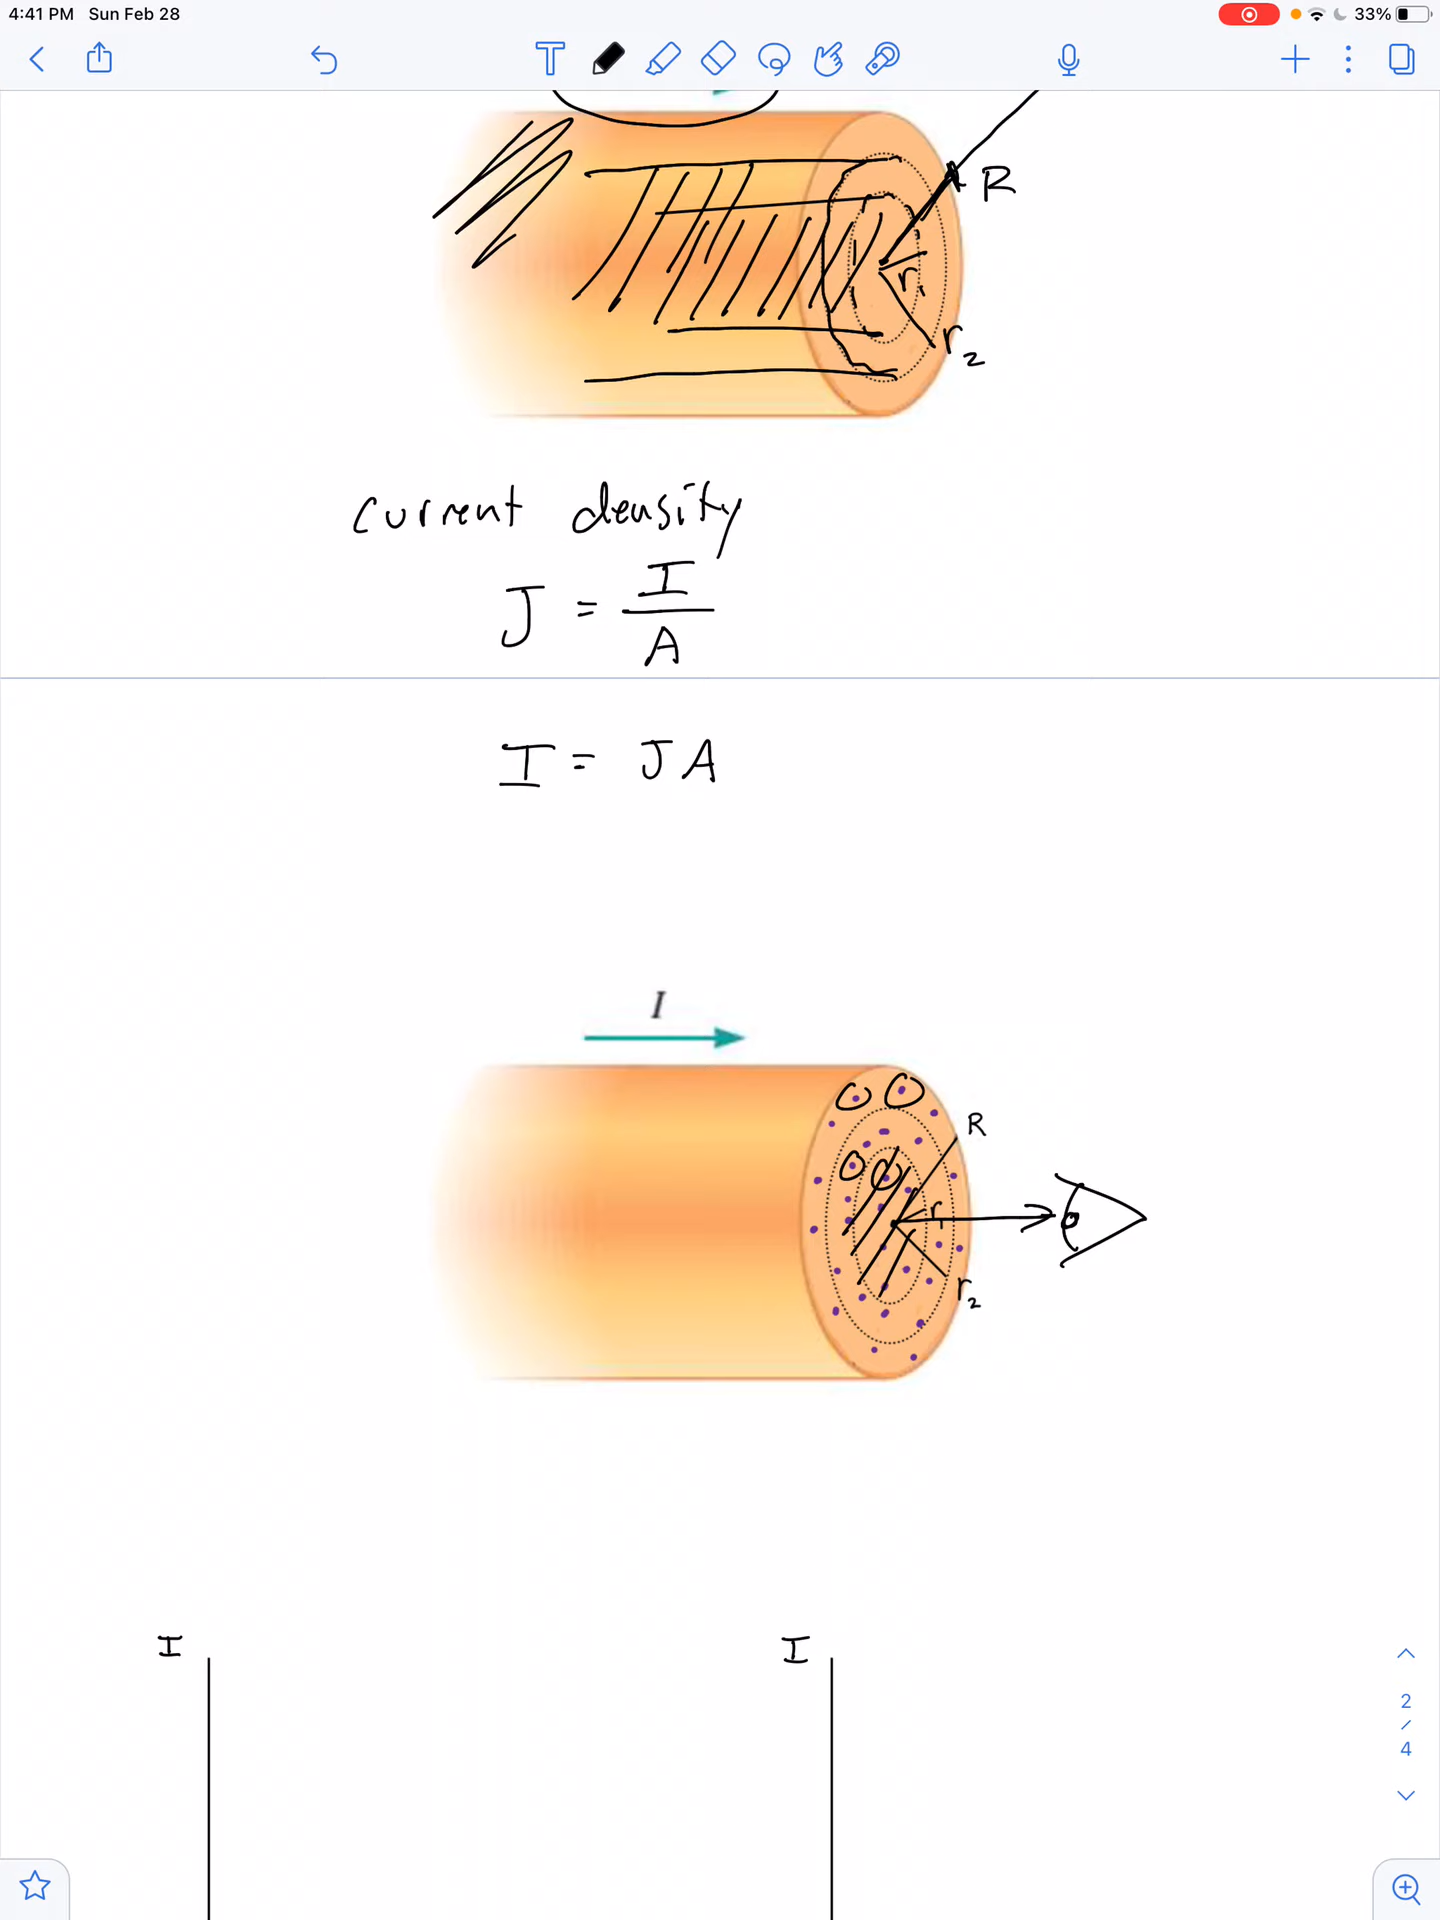 4:41 PM Sun Feb 28 33%
T
R
r₁
r₂
current density
J = I / A
I = JA
I
R
r₁
r₂
I I
2
/
4